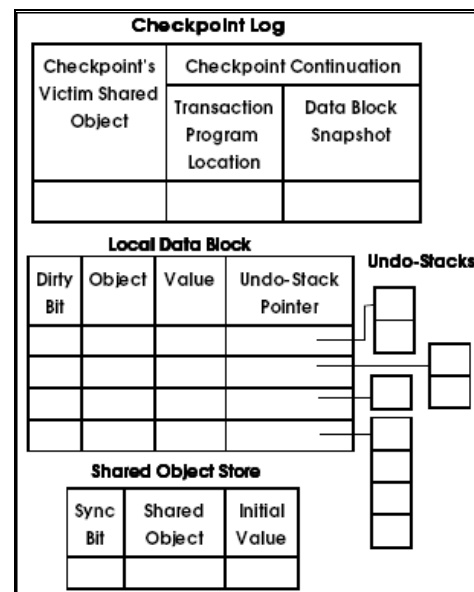 Checkpoint Log
Checkpoint's
Victim Shared
Object
Checkpoint Continuation
Transaction
Program
Location
Data Block
Snapshot
Local Data Block
Undo-Stacks
Dirty
Bit
Object
Value
Undo-Stack
Pointer
Shared Object Store
Sync
Bit
Shared
Object
Initial
Value